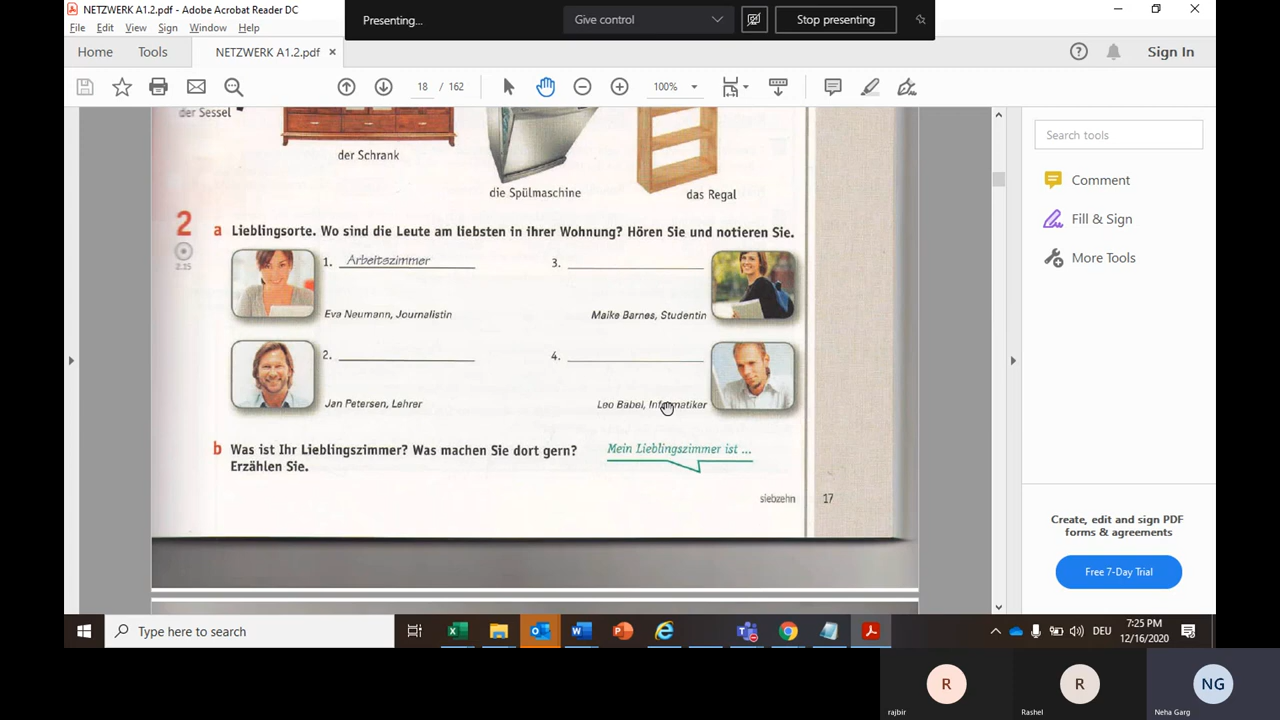 NETZWERK A1.2.pdf - Adobe Acrobat Reader DC
Presenting...
Give control
Stop presenting
File Edit View Sign Window Help
Home
Tools
NETZWERK A1.2.pdf ×
Sign In
18 / 162
100%
der Sessel
der Schrank
die Spülmaschine
das Regal
2
2.15
a Lieblingsorte. Wo sind die Leute am liebsten in ihrer Wohnung? Hören Sie und notieren Sie.
1. Arbeitszimmer
Eva Neumann, Journalistin
3.
Maike Barnes, Studentin
2.
Jan Petersen, Lehrer
4.
Leo Babel, Informatiker
b Was ist Ihr Lieblingszimmer? Was machen Sie dort gern?
Erzählen Sie.
Mein Lieblingszimmer ist ...
siebzehn 17
Search tools
Comment
Fill & Sign
More Tools
Create, edit and sign PDF
forms & agreements
Free 7-Day Trial
Type here to search
DEU
7:25 PM
12/16/2020
R
rajbir
R
Rashel
NG
Neha Garg